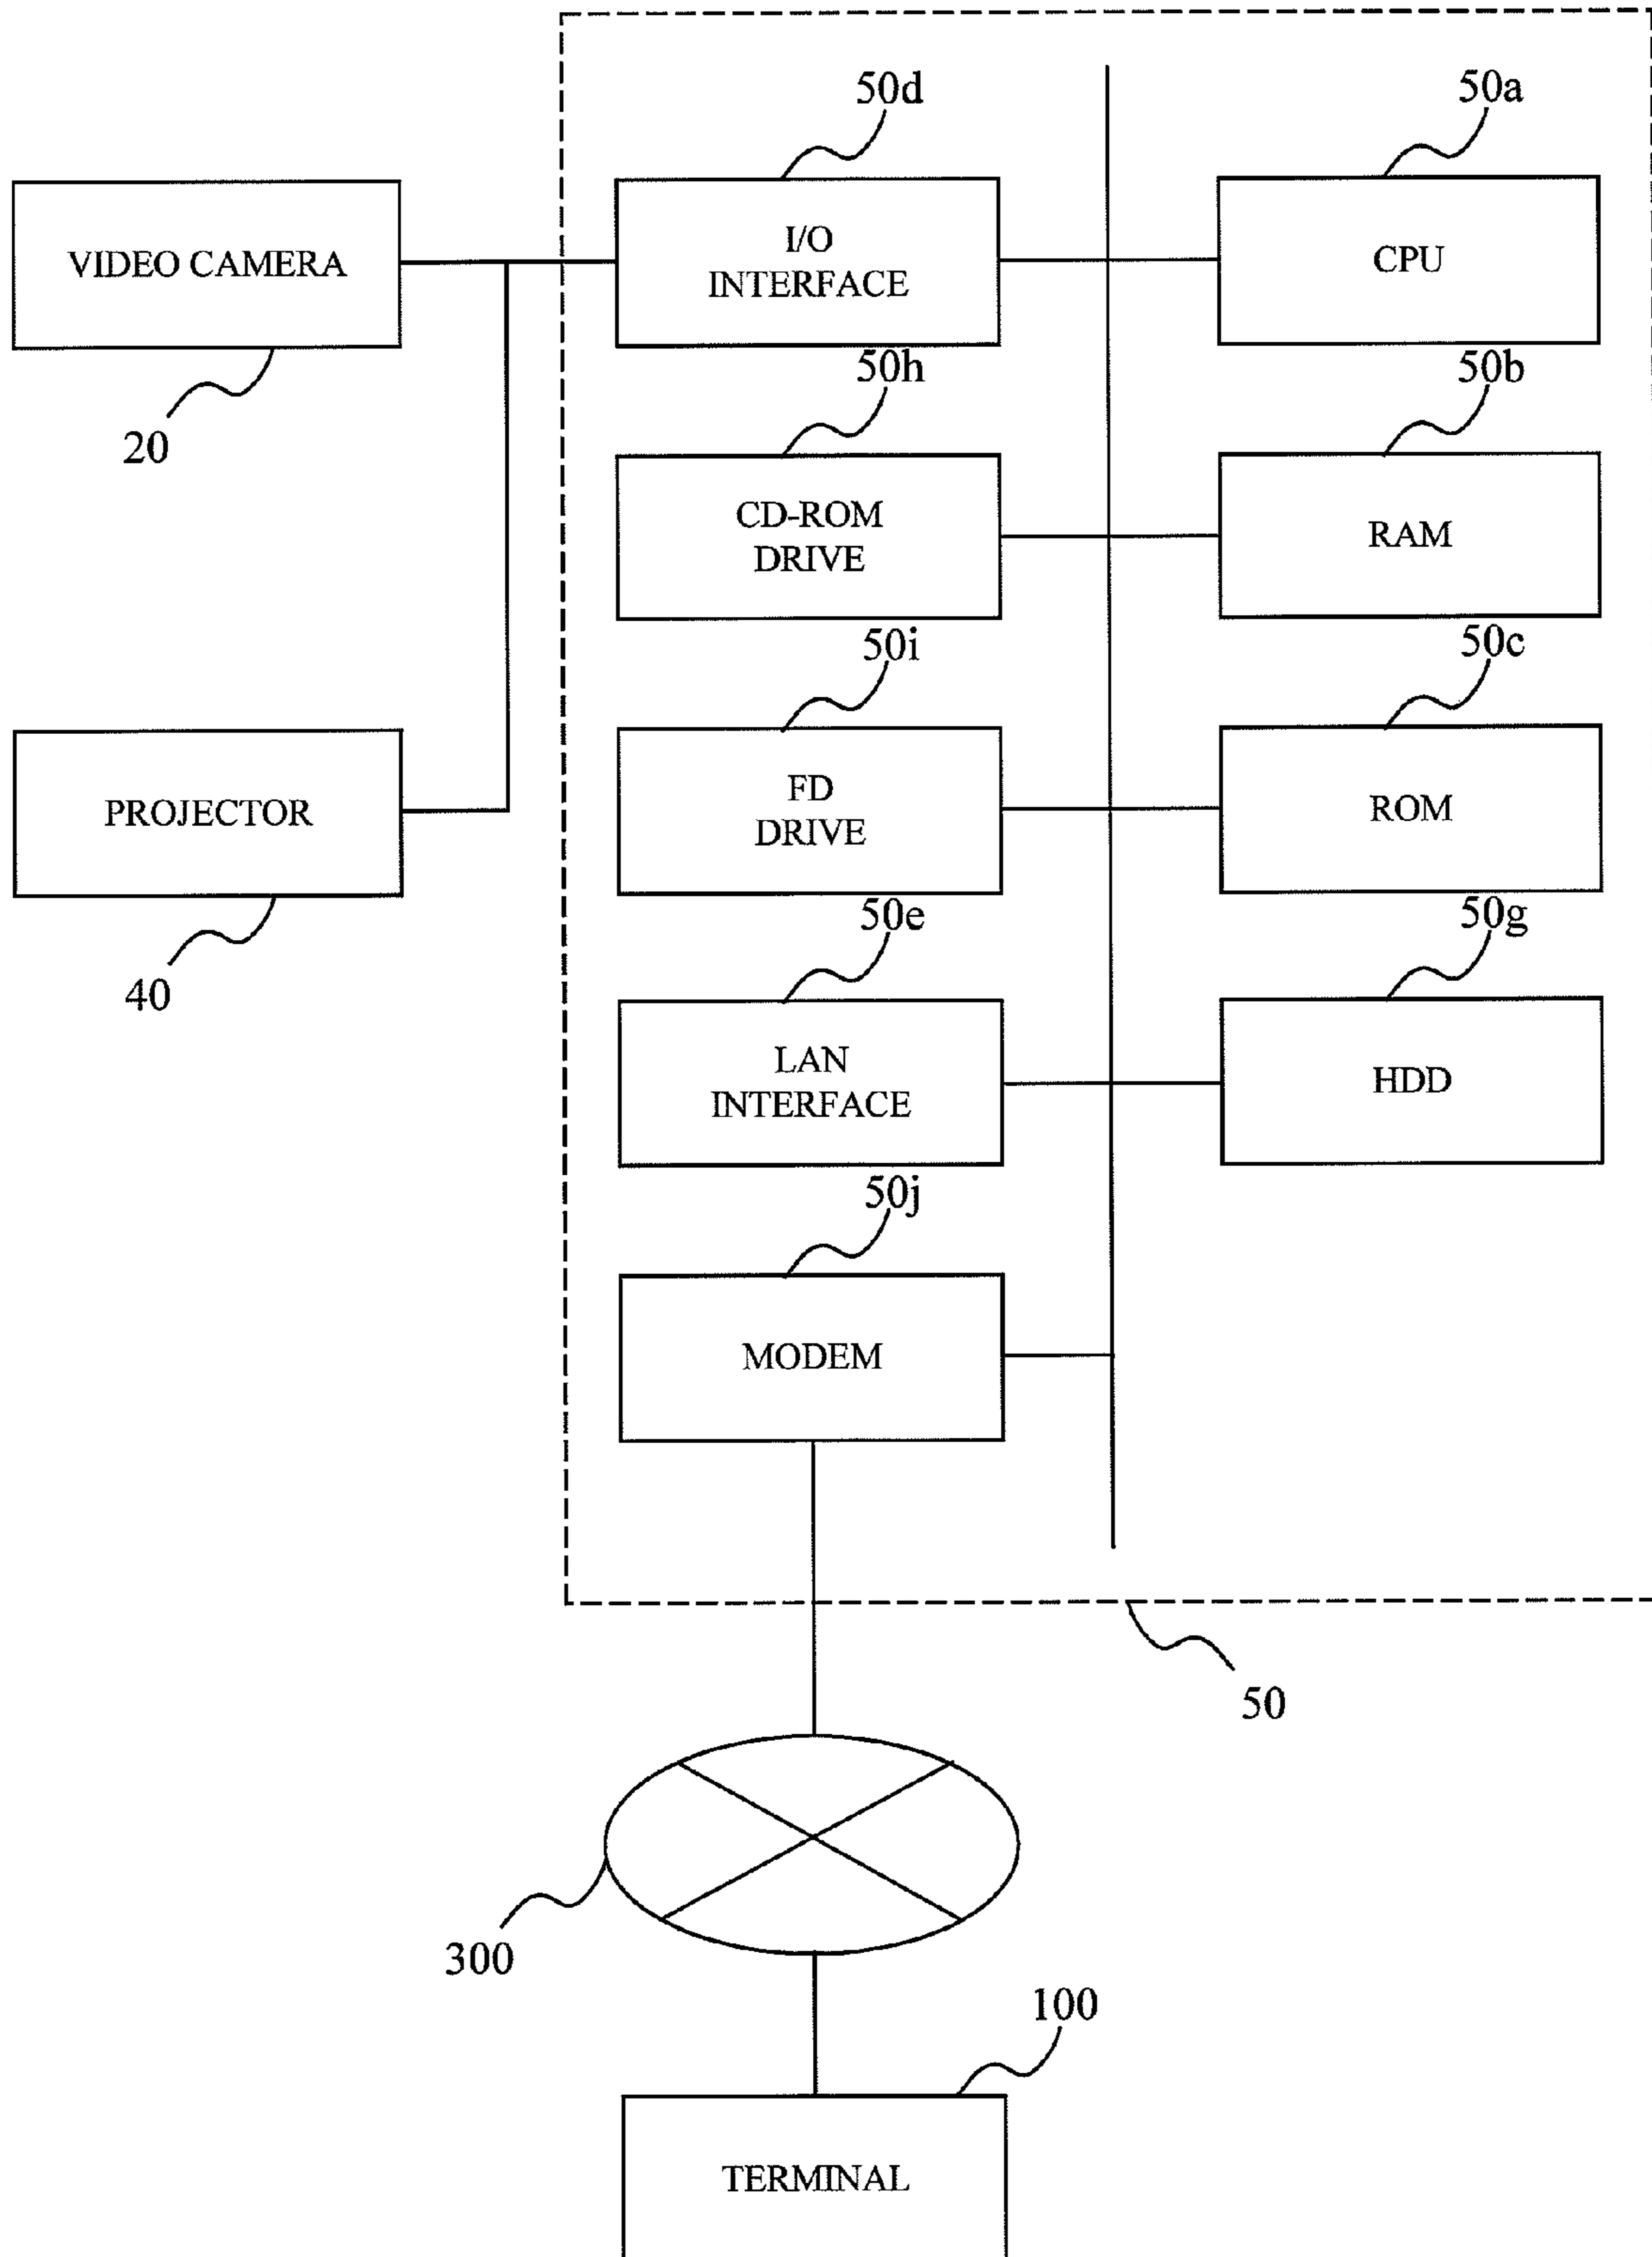 50d
50a
VIDEO CAMERA
I/O
INTERFACE
CPU
20
50h
50b
CD-ROM
DRIVE
RAM
50i
50c
PROJECTOR
FD
DRIVE
ROM
40
50e
50g
LAN
INTERFACE
HDD
50j
MODEM
50
300
100
TERMINAL